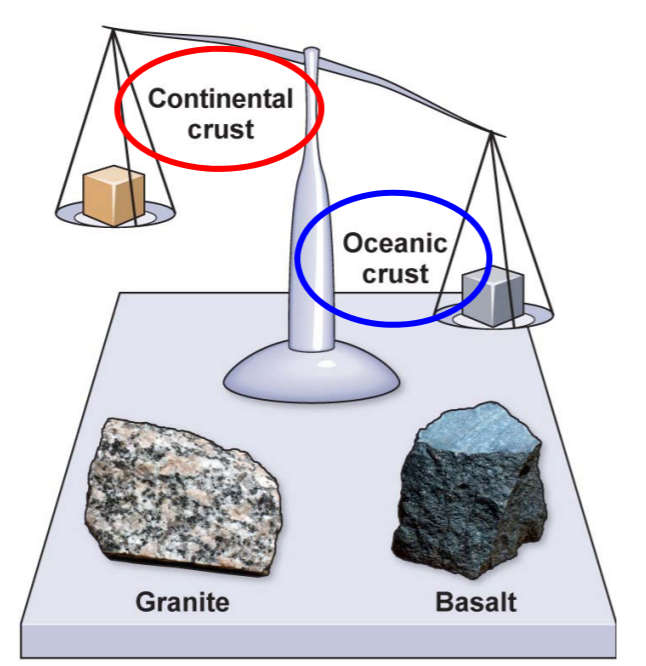 Continental
crust
Oceanic
crust
Granite
Basalt